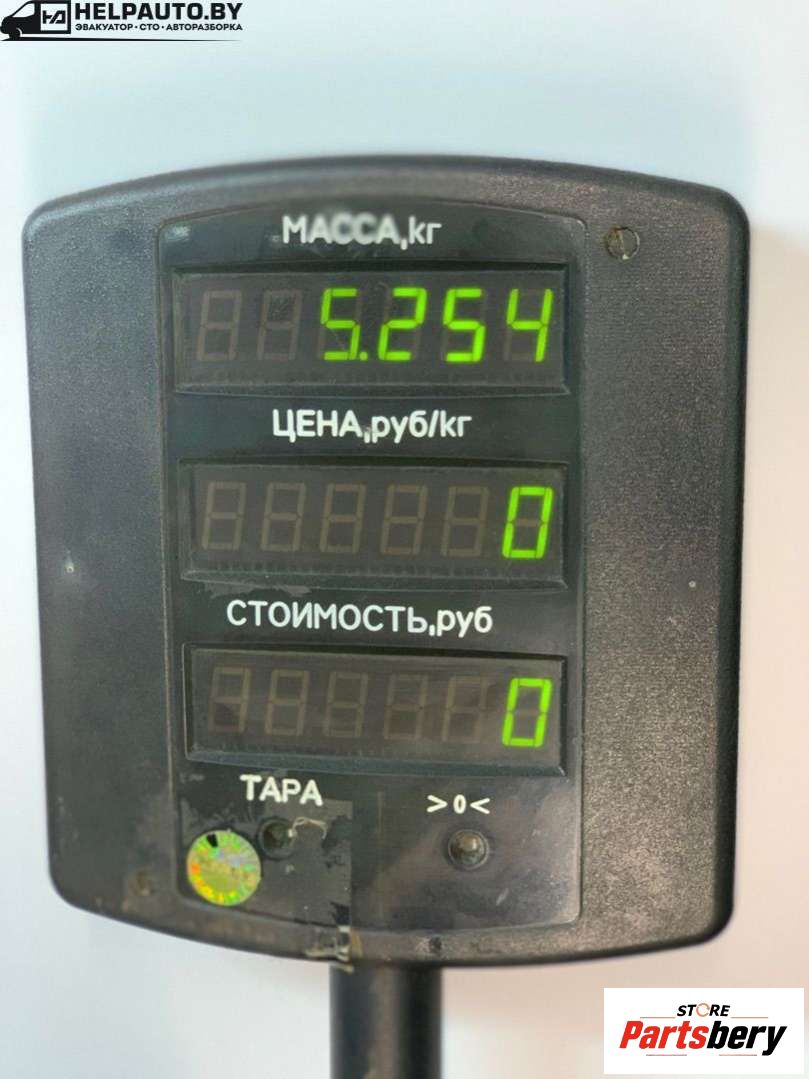 HELPAUTO.BY
ЭВАКУАТОР • СТО • АВТОРАЗБОРКА
МАССА,кг
5.254
ЦЕНА,руб/кг
0
СТОИМОСТЬ,руб
0
ТАРА
>0<
STORE
Partsbery